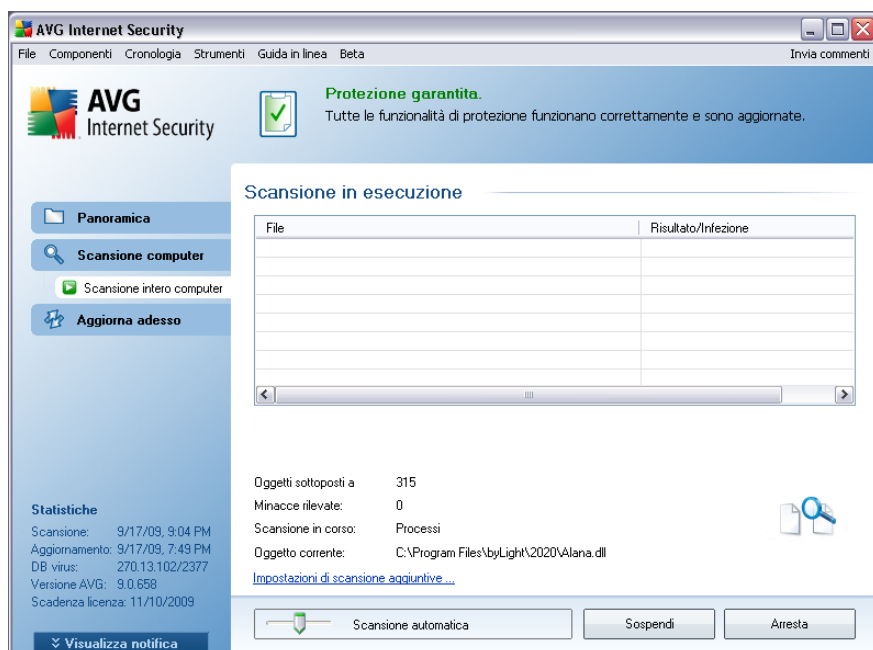 AVG Internet Security
File Componenti Cronologia Strumenti Guida in linea Beta Invia commenti
AVG
Internet Security
Protezione garantita.
Tutte le funzionalità di protezione funzionano correttamente e sono aggiornate.
Panoramica
Scansione computer
Scansione intero computer
Aggiorna adesso
Scansione in esecuzione
File Risultato/Infezione
Oggetti sottoposti a 315
Minacce rilevate: 0
Scansione in corso: Processi
Oggetto corrente: C:\Program Files\byLight\2020\Alana.dll
Impostazioni di scansione aggiuntive ...
Statistiche
Scansione: 9/17/09, 9:04 PM
Aggiornamento: 9/17/09, 7:49 PM
DB virus: 270.13.102/2377
Versione AVG: 9.0.658
Scadenza licenza: 11/10/2009
Visualizza notifica
Scansione automatica
Sospendi
Arresta